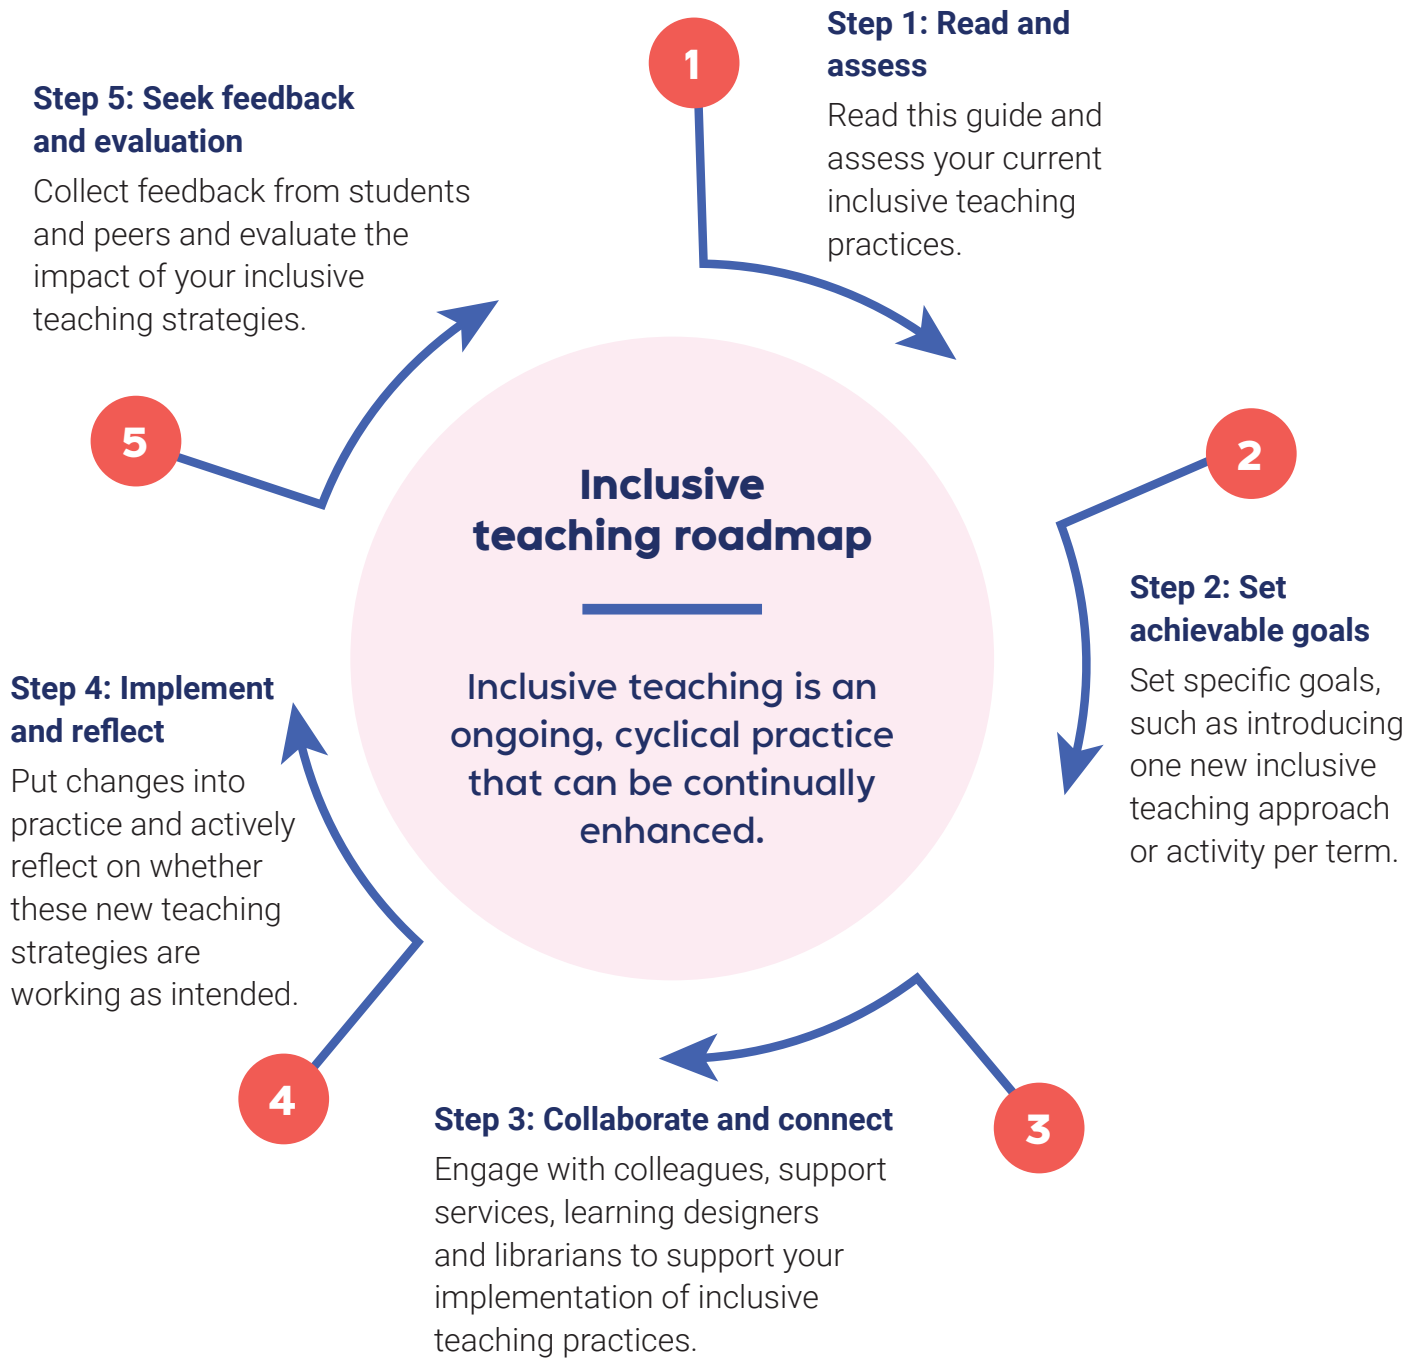 1
Step 1: Read and
assess
Read this guide and
assess your current
inclusive teaching
practices.
2
Step 2: Set
achievable goals
Set specific goals,
such as introducing
one new inclusive
teaching approach
or activity per term.
3
Step 3: Collaborate and connect
Engage with colleagues, support
services, learning designers
and librarians to support your
implementation of inclusive
teaching practices.
4
Step 4: Implement
and reflect
Put changes into
practice and actively
reflect on whether
these new teaching
strategies are
working as intended.
5
Step 5: Seek feedback
and evaluation
Collect feedback from students
and peers and evaluate the
impact of your inclusive
teaching strategies.
Inclusive
teaching roadmap
Inclusive teaching is an
ongoing, cyclical practice
that can be continually
enhanced.